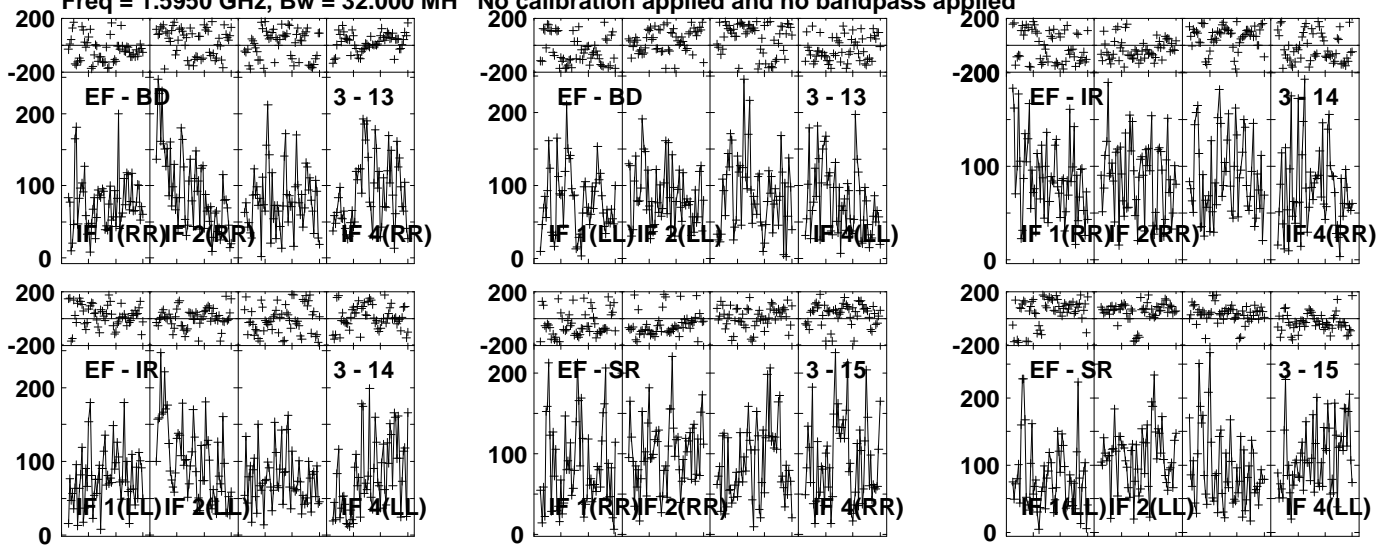 Freq = 1.5950 GHz, Bw = 32.000 MH No calibration applied and no bandpass applied
200
-200
200
100
0
EF - BD
3 - 13
IF 1(RR)
IF 2(RR)
IF 4(RR)
200
-200
200
100
0
EF - BD
3 - 13
IF 1(LL)
IF 2(LL)
IF 4(LL)
200
-200
200
100
0
EF - IR
3 - 14
IF 1(RR)
IF 2(RR)
IF 4(RR)
200
-200
200
100
0
EF - IR
3 - 14
IF 1(LL)
IF 2(LL)
IF 4(LL)
200
-200
200
100
0
EF - SR
3 - 15
IF 1(RR)
IF 2(RR)
IF 4(RR)
200
-200
200
100
0
EF - SR
3 - 15
IF 1(LL)
IF 2(LL)
IF 4(LL)